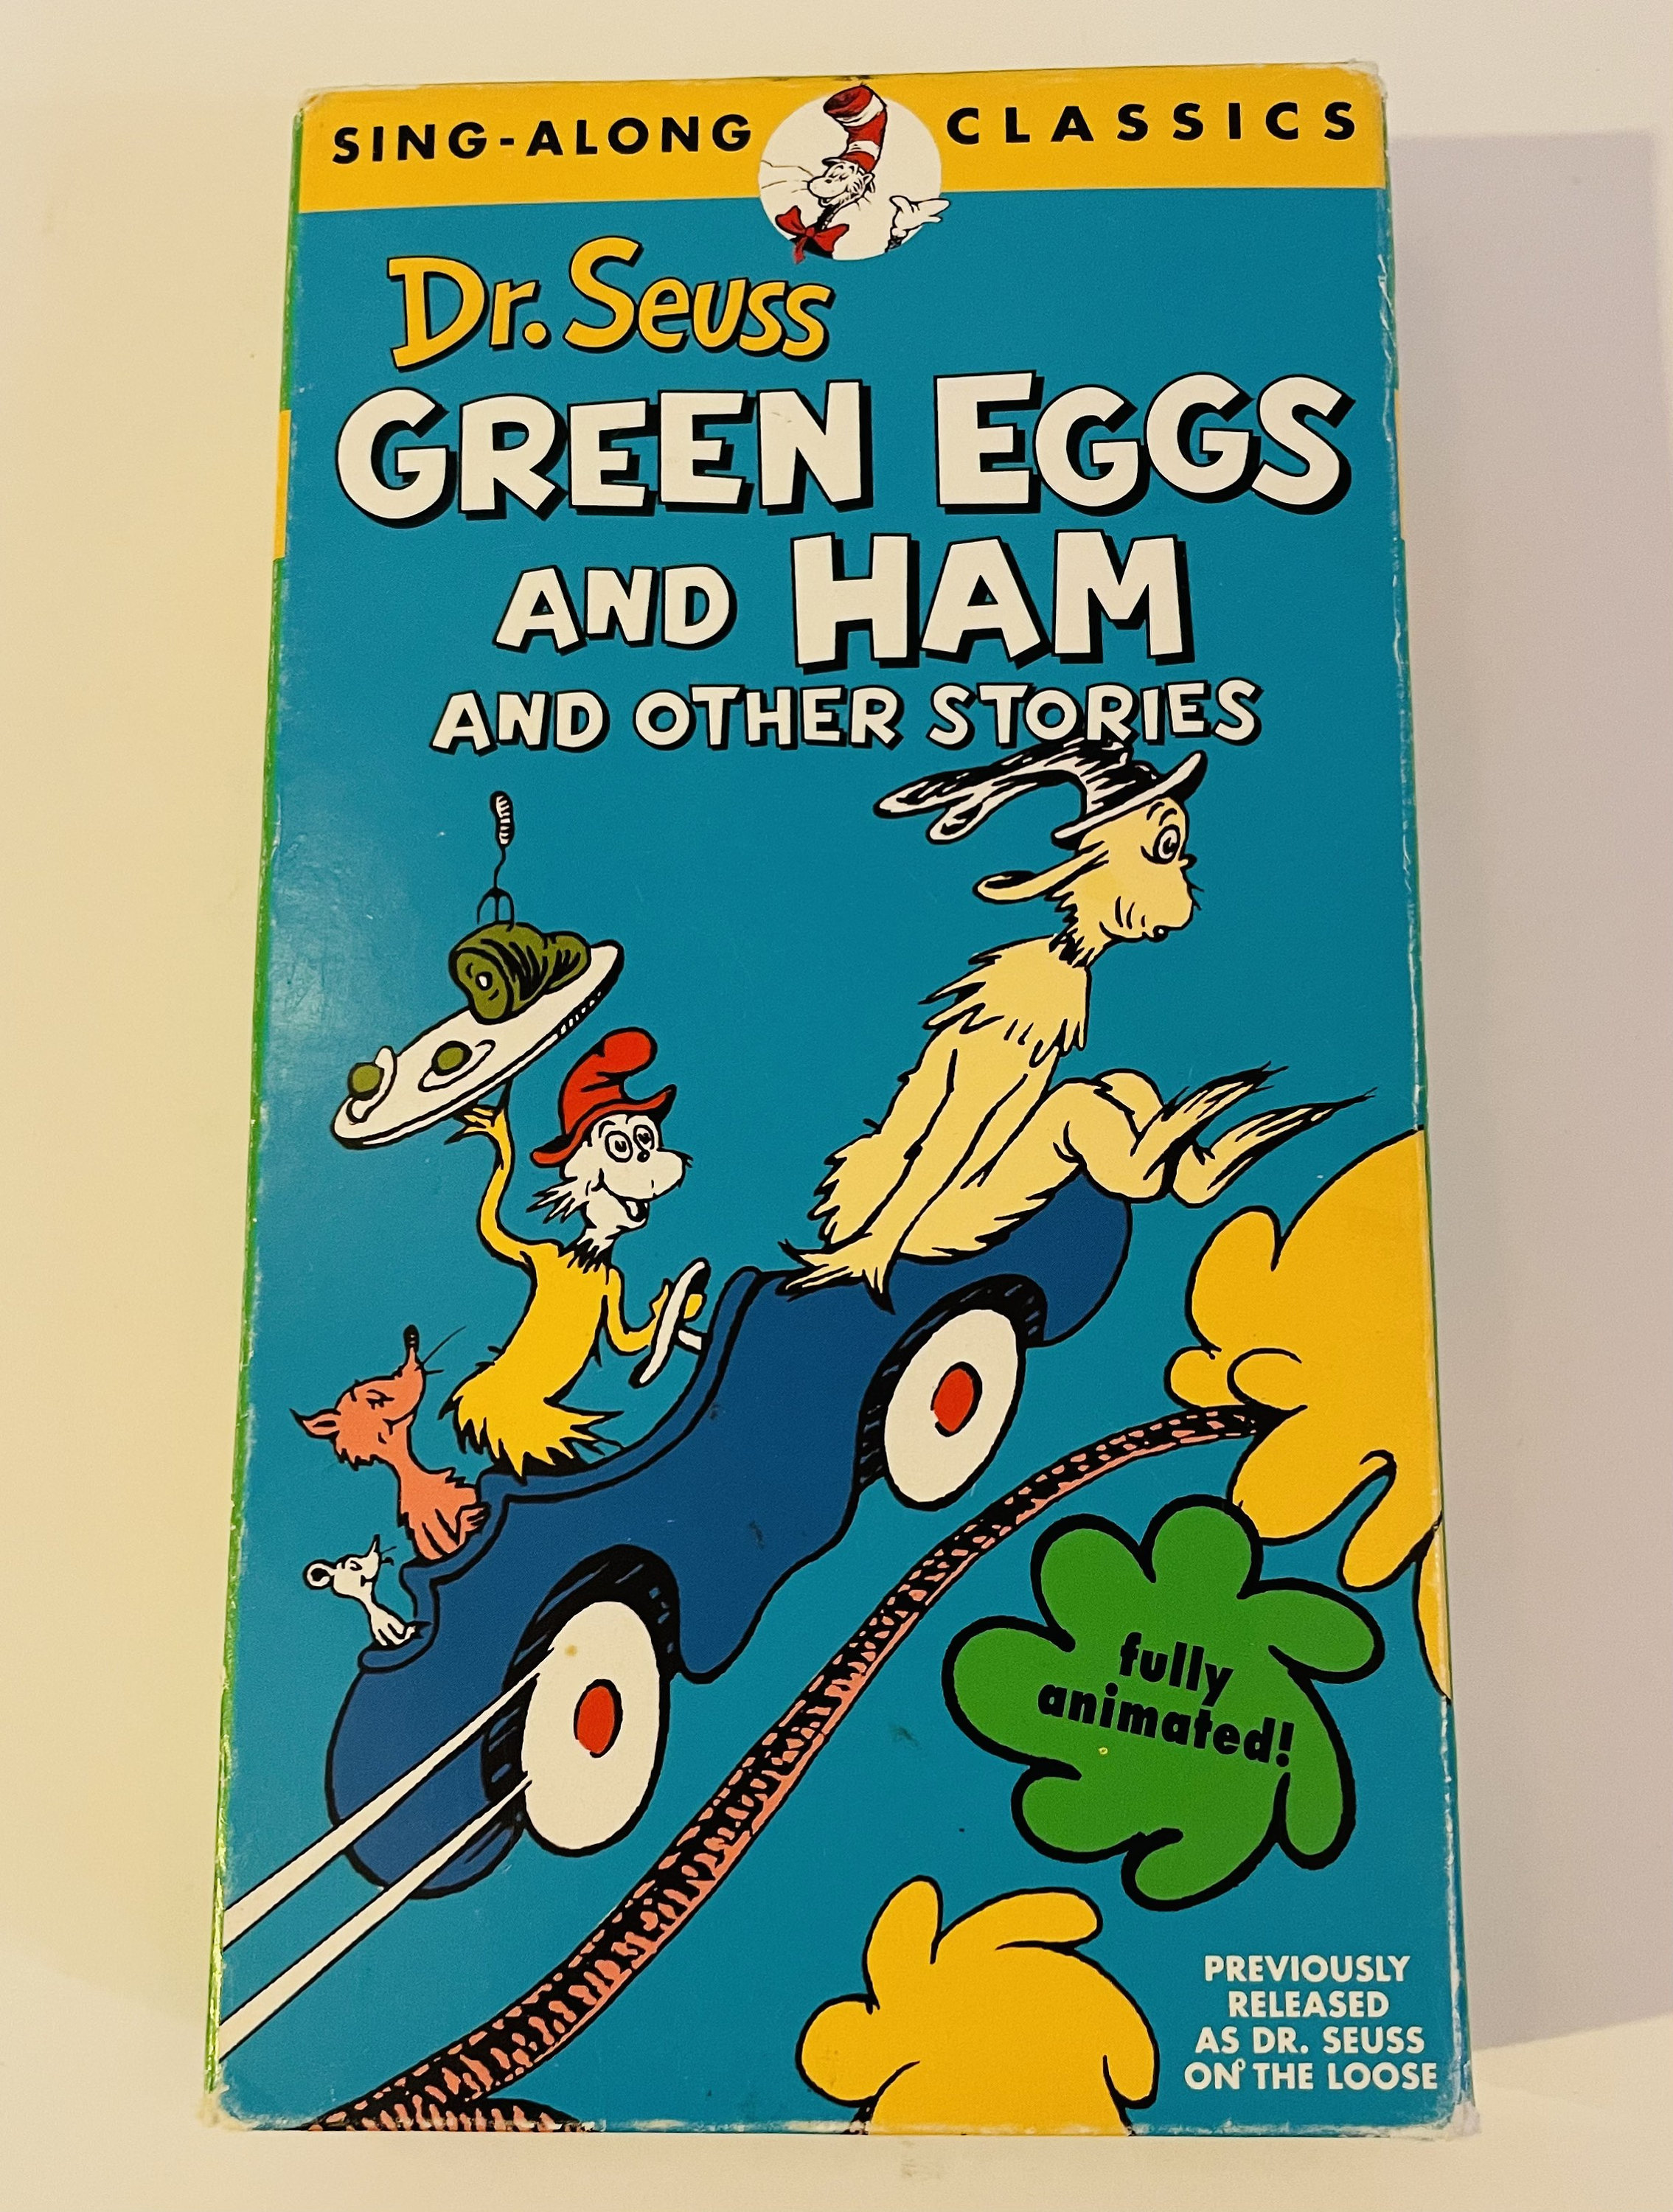 SING-ALONG CLASSICS
Dr. Seuss
GREEN EGGS
AND HAM
AND OTHER STORIES
fully
animated!
PREVIOUSLY
RELEASED
AS DR. SEUSS
ON THE LOOSE